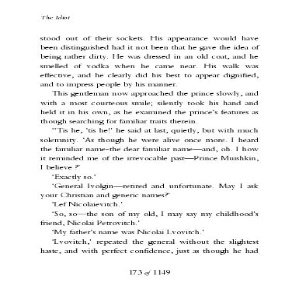 The Idiot
stood out of their sockets. His appearance would have
been distinguished had it not been that he gave the idea of
being rather dirty. He was dressed in an old coat, and he
smelled of vodka when he came near. His walk was
effective, and he clearly did his best to appear dignified,
and to impress people by his manner.
This gentleman now approached the prince slowly, and
with a most courteous smile; silently took his hand and
held it in his own, as he examined the prince's features as
though searching for familiar traits therein.
''Tis he, 'tis he!' he said at last, quietly, but with much
solemnity. 'As though he were alive once more. I heard
the familiar name-the dear familiar name—and, oh. I how
it reminded me of the irrevocable past—Prince Muishkin,
I believe ?'
'Exactly so.'
'General Ivolgin—retired and unfortunate. May I ask
your Christian and generic names?'
'Lef Nicolaievitch.'
'So, so—the son of my old, I may say my childhood's
friend, Nicolai Petrovitch.'
'My father's name was Nicolai Lvovitch.'
'Lvovitch,' repeated the general without the slightest
haste, and with perfect confidence, just as though he had
173 of 1149